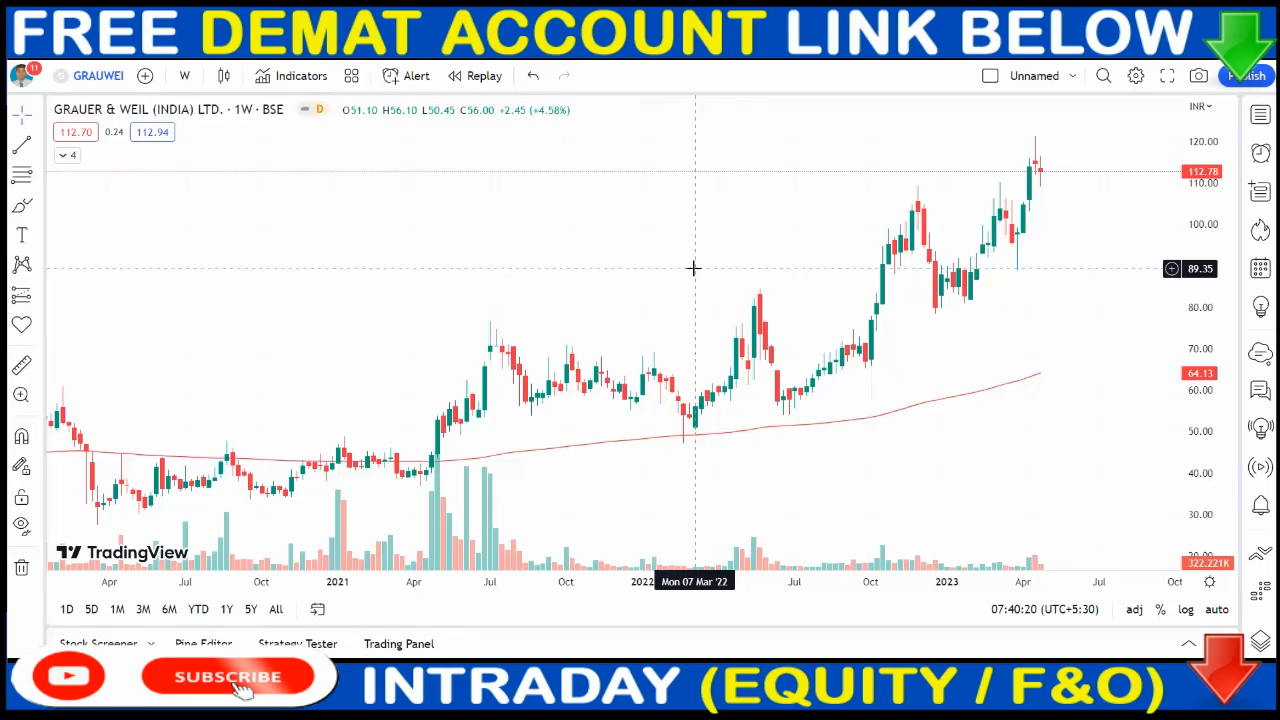 FREE DEMAT ACCOUNT LINK BELOW
11
GRAUWEI
W
Indicators
Alert
Replay
Unnamed
GRAUER & WEIL (INDIA) LTD. · 1W · BSE
D
O51.10 H56.10 L50.45 C56.00 +2.45 (+4.58%)
INR
112.70 0.24 112.94
4
120.00
112.78
110.00
100.00
89.35
80.00
70.00
64.13
60.00
50.00
40.00
30.00
322.221K
TradingView
Apr Jul Oct 2021 Apr Jul Oct 2022 Mon 07 Mar '22 Jul Oct 2023 Apr Jul Oct
1D 5D 1M 3M 6M YTD 1Y 5Y All
07:40:20 (UTC+5:30)
adj % log auto
Stock Screener Pine Editor Strategy Tester Trading Panel
SUBSCRIBE
INTRADAY (EQUITY / F&O)